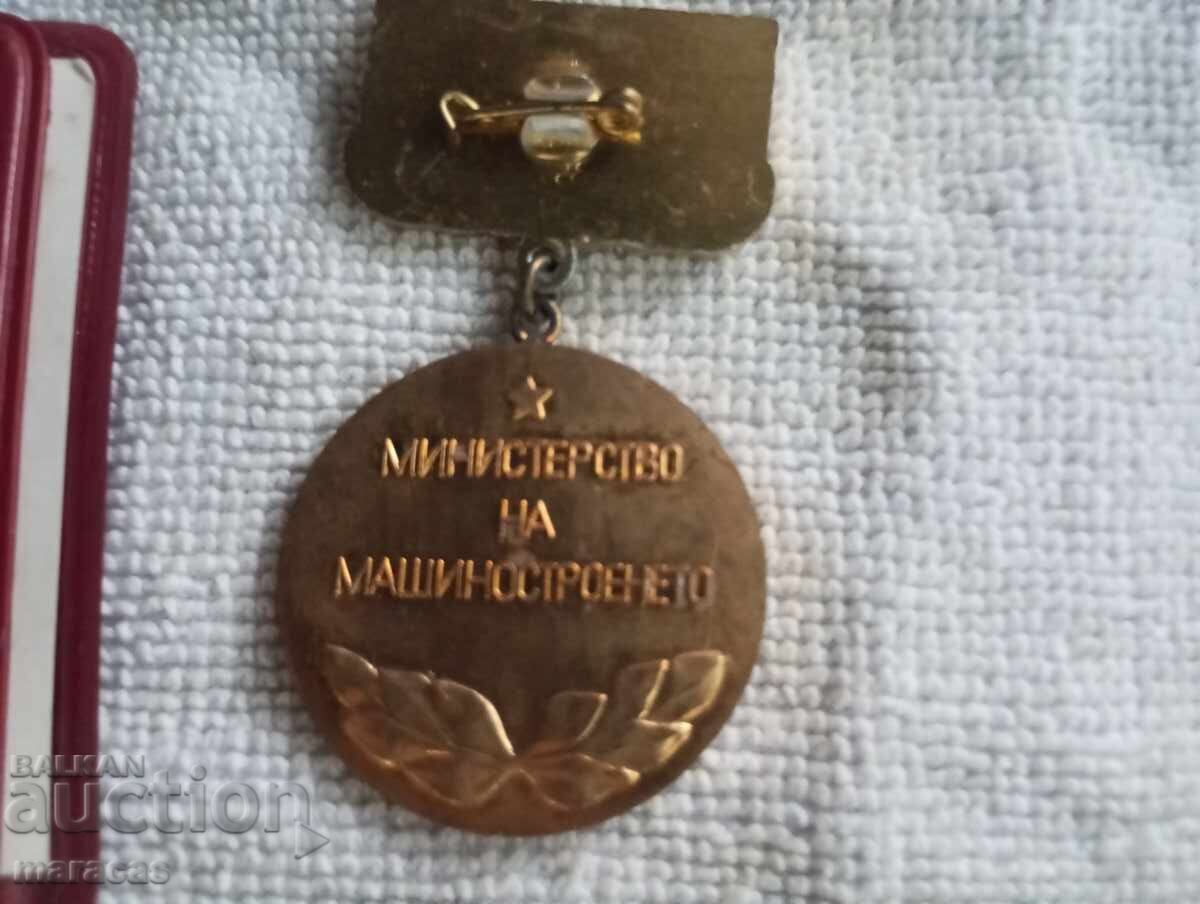 МИНИСТЕРСТВО
НА
МАШИНОСТРОЕНЕТО
BALKAN
auction
maracas